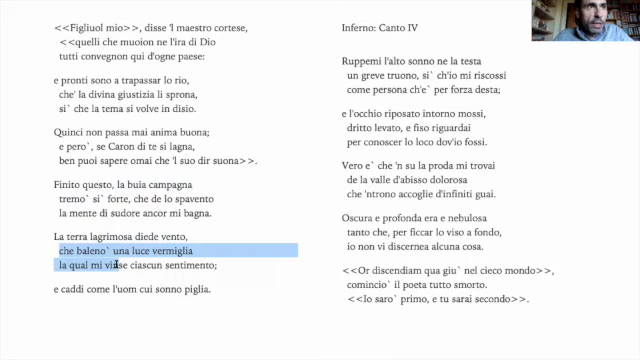 <<Figliuol mio>>, disse 'l maestro cortese,
<<quelli che muoion ne l'ira di Dio
tutti convegnon qui d'ogne paese:
e pronti sono a trapassar lo rio,
che' la divina giustizia li sprona,
si` che la tema si volve in disio.
Quinci non passa mai anima buona;
e pero`, se Caron di te si lagna,
ben puoi sapere omai che 'l suo dir suona>>.
Finito questo, la buia campagna
tremo` si` forte, che de lo spavento
la mente di sudore ancor mi bagna.
La terra lagrimosa diede vento,
che baleno` una luce vermiglia
la qual mi vinse ciascun sentimento;
e caddi come l'uom cui sonno piglia.
Inferno: Canto IV
Ruppemi l'alto sonno ne la testa
un greve truono, si` ch'io mi riscossi
come persona ch'e` per forza desta;
e l'occhio riposato intorno mossi,
dritto levato, e fiso riguardai
per conoscer lo loco dov'io fossi.
Vero e` che 'n su la proda mi trovai
de la valle d'abisso dolorosa
che 'ntrono accoglie d'infiniti guai.
Oscura e profonda era e nebulosa
tanto che, per ficcar lo viso a fondo,
io non vi discernea alcuna cosa.
<<Or discendiam qua giu` nel cieco mondo>>,
comincio` il poeta tutto smorto.
<<Io saro` primo, e tu sarai secondo>>.